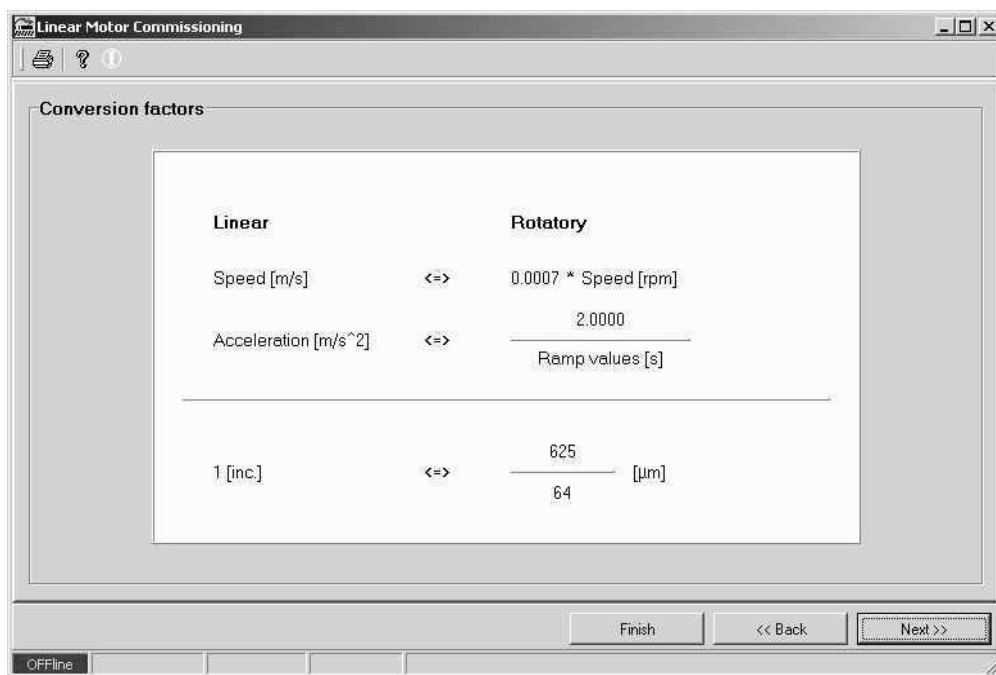 Linear Motor Commissioning
Conversion factors
Linear Rotatory
Speed [m/s] <=> 0.0007 * Speed [rpm]
Acceleration [m/s^2] <=> 2.0000
Ramp values [s]
1 [inc.] <=> 625
64 [µm]
Finish << Back Next >>
OFFline